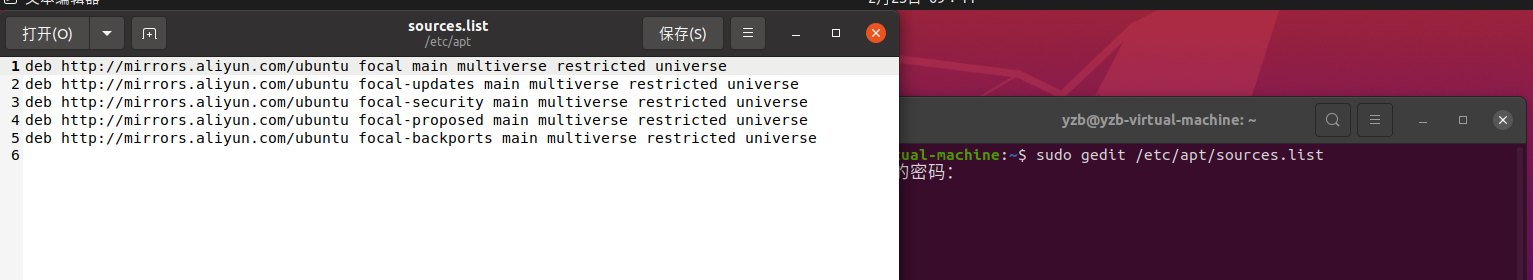 sources.list
打开(O)
/etc/apt
保存(S)
1 deb http://mirrors.aliyun.com/ubuntu focal main multiverse restricted universe
2 deb http://mirrors.aliyun.com/ubuntu focal-updates main multiverse restricted universe
3 deb http://mirrors.aliyun.com/ubuntu focal-security main multiverse restricted universe
4 deb http://mirrors.aliyun.com/ubuntu focal-proposed main multiverse restricted universe
5 deb http://mirrors.aliyun.com/ubuntu focal-backports main multiverse restricted universe
6
yzb@yzb-virtual-machine: ~
tual-machine:~$ sudo gedit /etc/apt/sources.list
的密码：